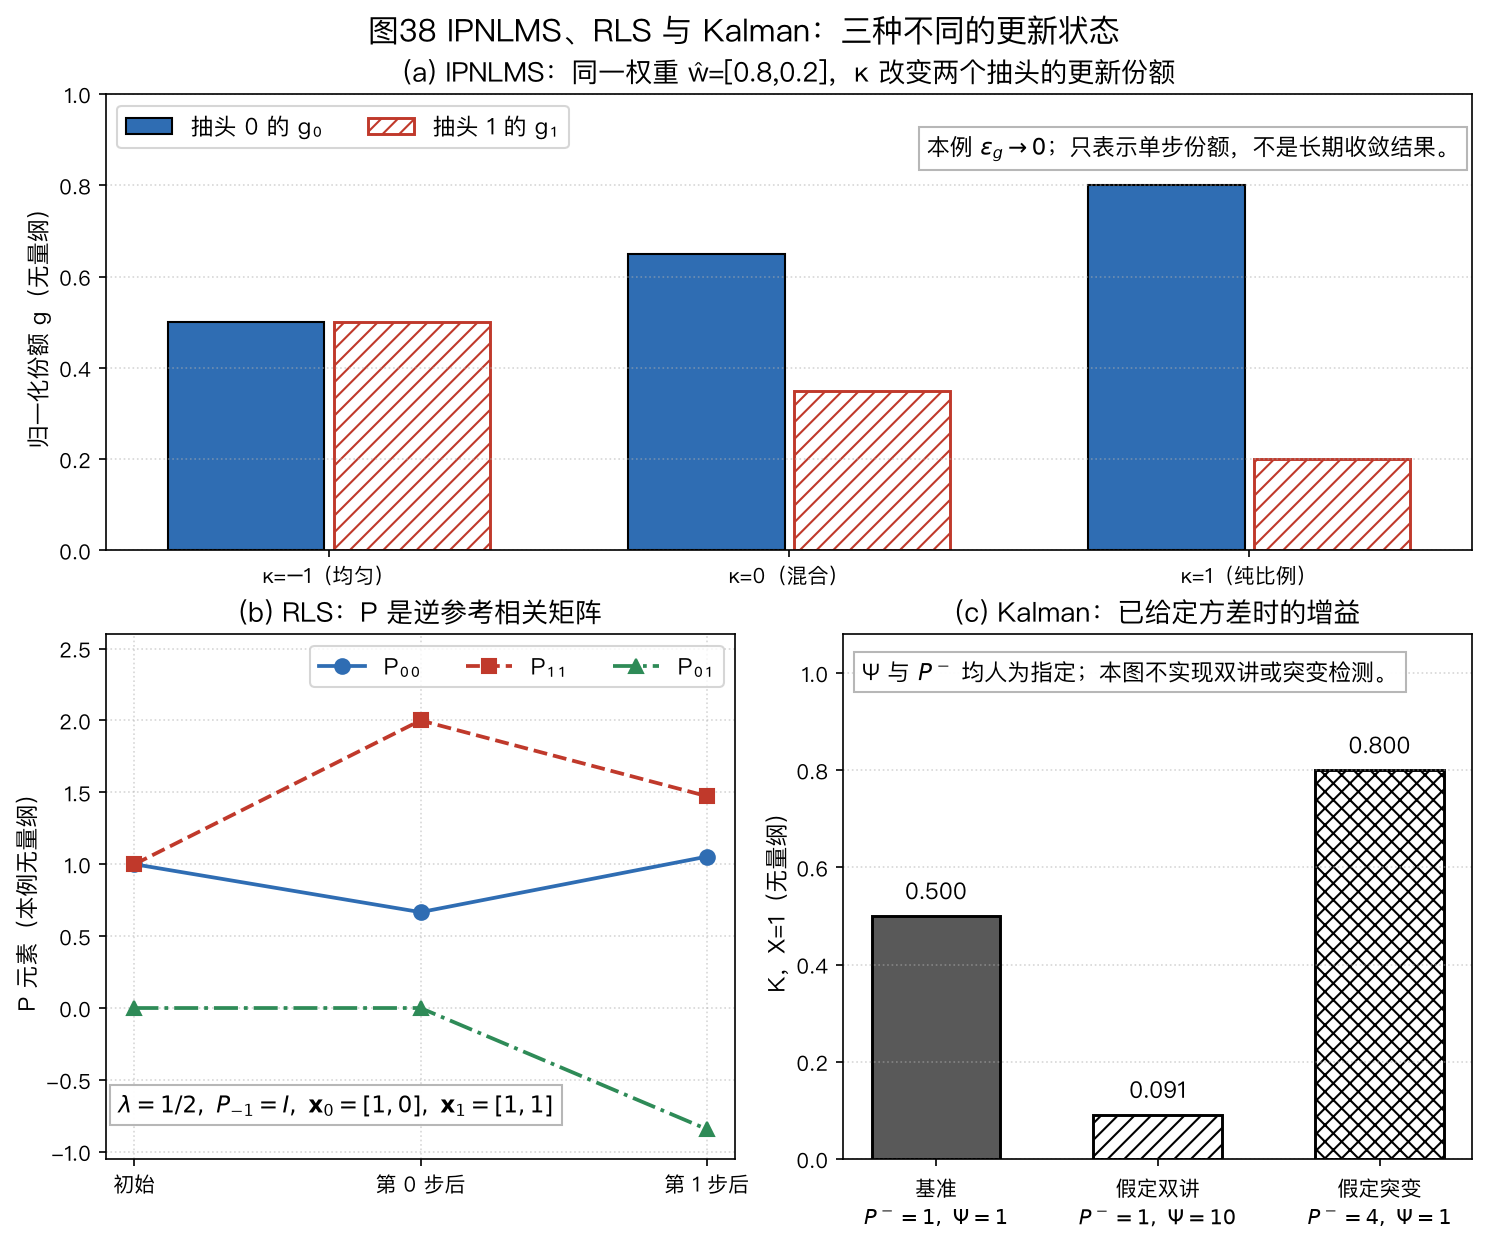 图38 IPNLMS、RLS 与 Kalman：三种不同的更新状态
(a) IPNLMS：同一权重 ŵ=[0.8,0.2]，κ 改变两个抽头的更新份额
归一化份额 g（无量纲）
1.0
0.8
0.6
0.4
0.2
0.0
抽头 0 的 g₀
抽头 1 的 g₁
本例 ε_g→0；只表示单步份额，不是长期收敛结果。
κ=−1（均匀）
κ=0（混合）
κ=1（纯比例）
(b) RLS：P 是逆参考相关矩阵
P 元素（本例无量纲）
2.5
2.0
1.5
1.0
0.5
0.0
−0.5
−1.0
P₀₀
P₁₁
P₀₁
λ = 1/2, P₋₁ = I, x₀ = [1, 0], x₁ = [1, 1]
初始
第 0 步后
第 1 步后
(c) Kalman：已给定方差时的增益
K，X=1（无量纲）
1.0
0.8
0.6
0.4
0.2
0.0
Ψ 与 P⁻ 均人为指定；本图不实现双讲或突变检测。
0.500
0.091
0.800
基准
P⁻ = 1, Ψ = 1
假定双讲
P⁻ = 1, Ψ = 10
假定突变
P⁻ = 4, Ψ = 1